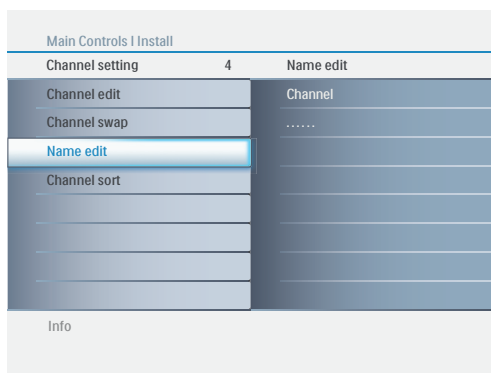 Main Controls I Install
Channel setting 4 Name edit
Channel edit Channel
Channel swap ......
Name edit
Channel sort
Info